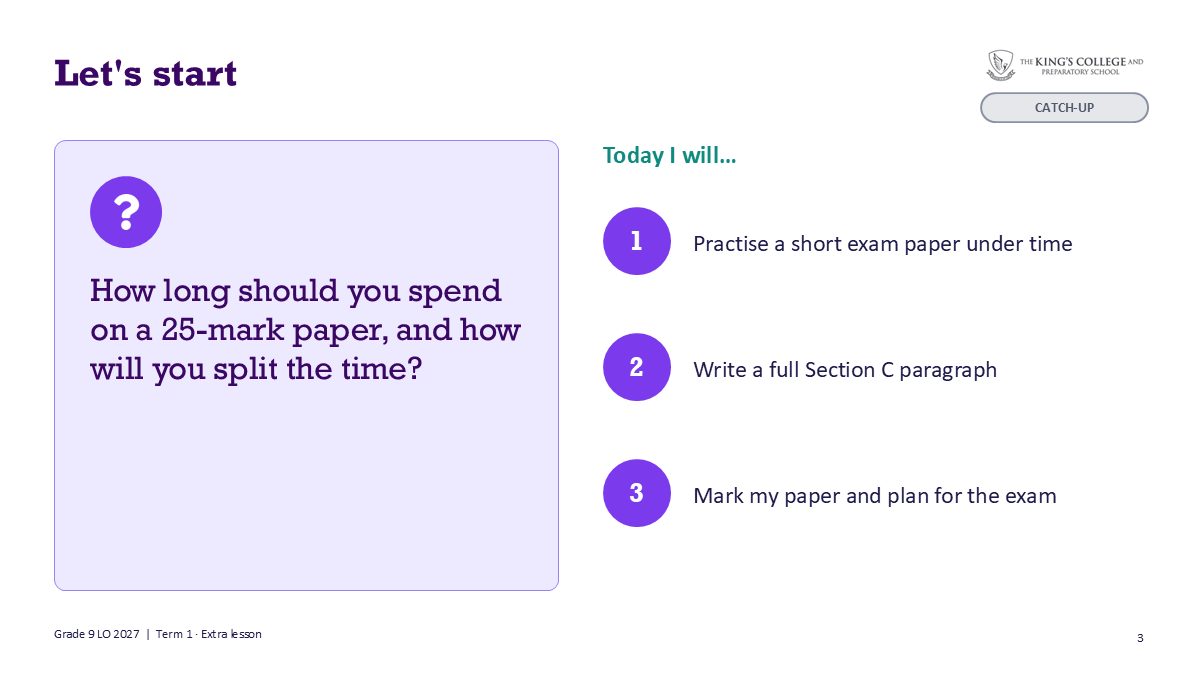 Let's start
THE KING'S COLLEGE AND
PREPARATORY SCHOOL
CATCH-UP
?
How long should you spend
on a 25-mark paper, and how
will you split the time?
Today I will...
1
Practise a short exam paper under time
2
Write a full Section C paragraph
3
Mark my paper and plan for the exam
Grade 9 LO 2027 | Term 1 · Extra lesson
3